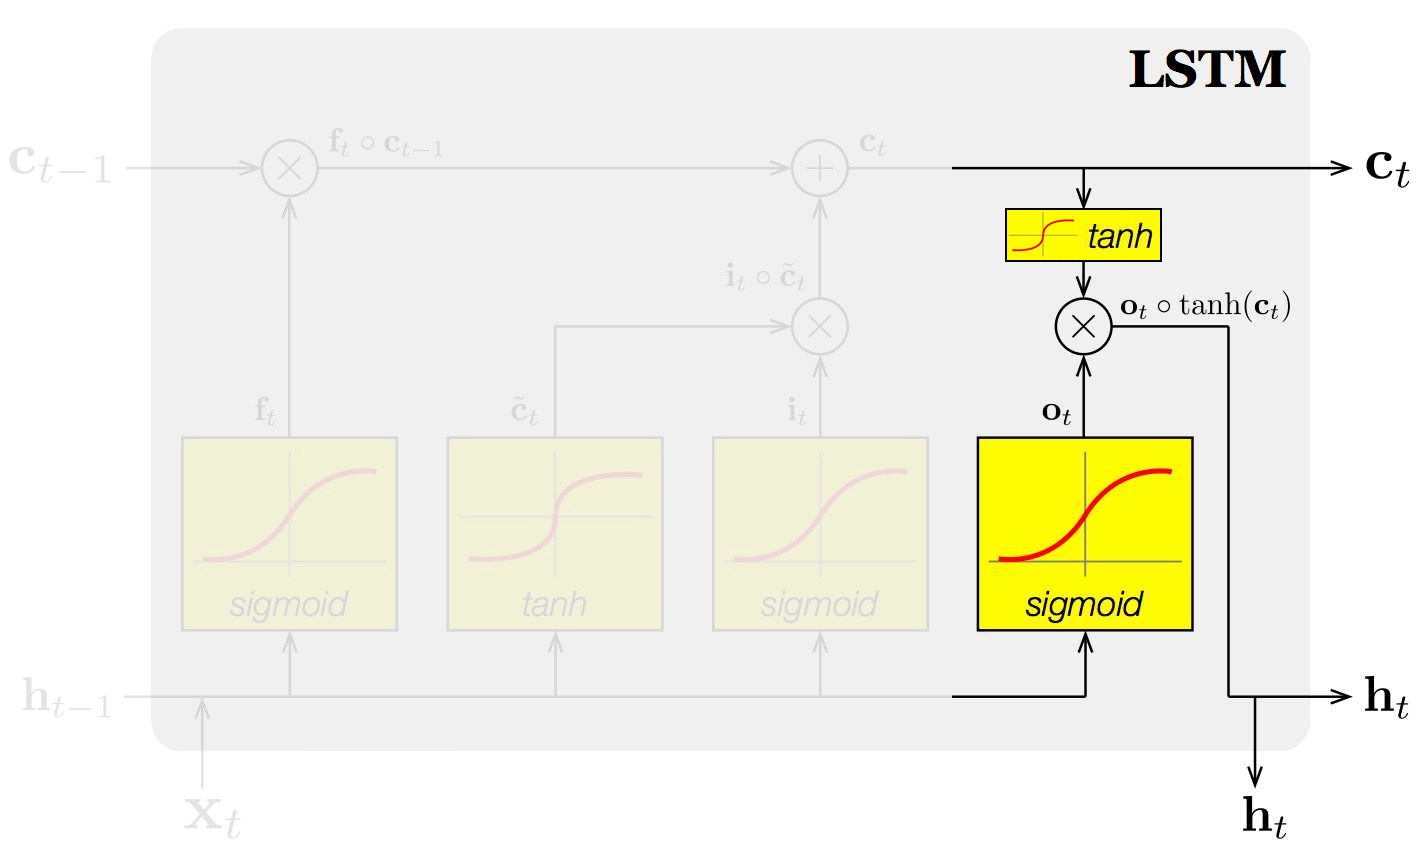 LSTM
c_{t−1}
f_t ∘ c_{t−1}
c_t
c_t
tanh
i_t ∘ c̃_t
o_t ∘ tanh(c_t)
f_t
c̃_t
i_t
o_t
sigmoid
tanh
sigmoid
sigmoid
h_{t−1}
h_t
x_t
h_t